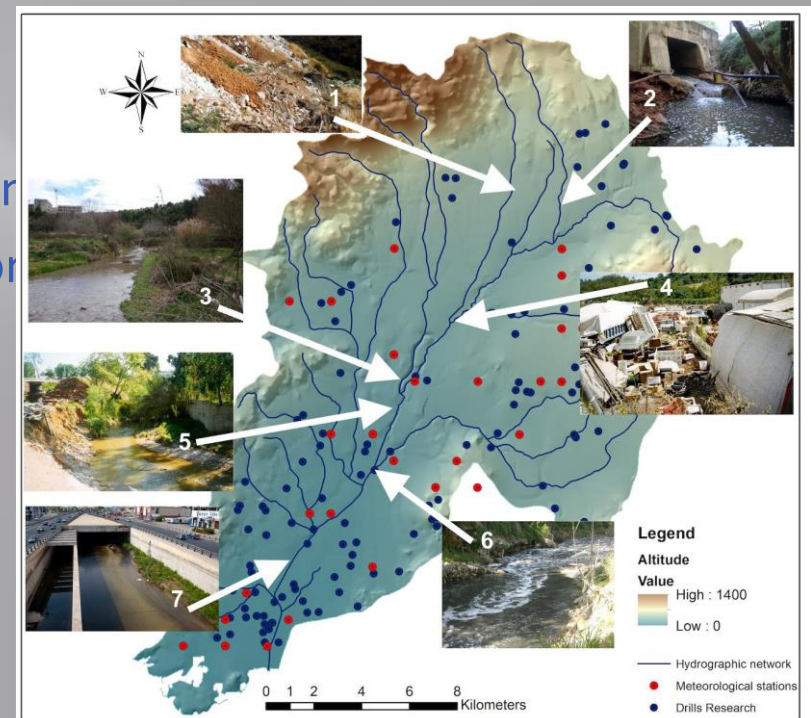 N
W E
S
1
2
3
4
5
6
7
Legend
Altitude
Value
High : 1400
Low : 0
Hydrographic network
Meteorological stations
Drills Research
0 1 2 4 6 8
Kilometers